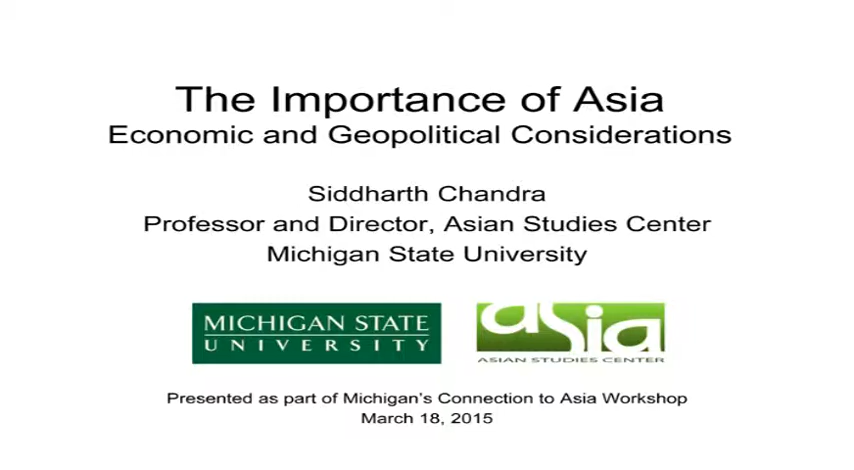 The Importance of Asia
Economic and Geopolitical Considerations
Siddharth Chandra
Professor and Director, Asian Studies Center
Michigan State University
MICHIGAN STATE
UNIVERSITY
asia
ASIAN STUDIES CENTER
Presented as part of Michigan's Connection to Asia Workshop
March 18, 2015